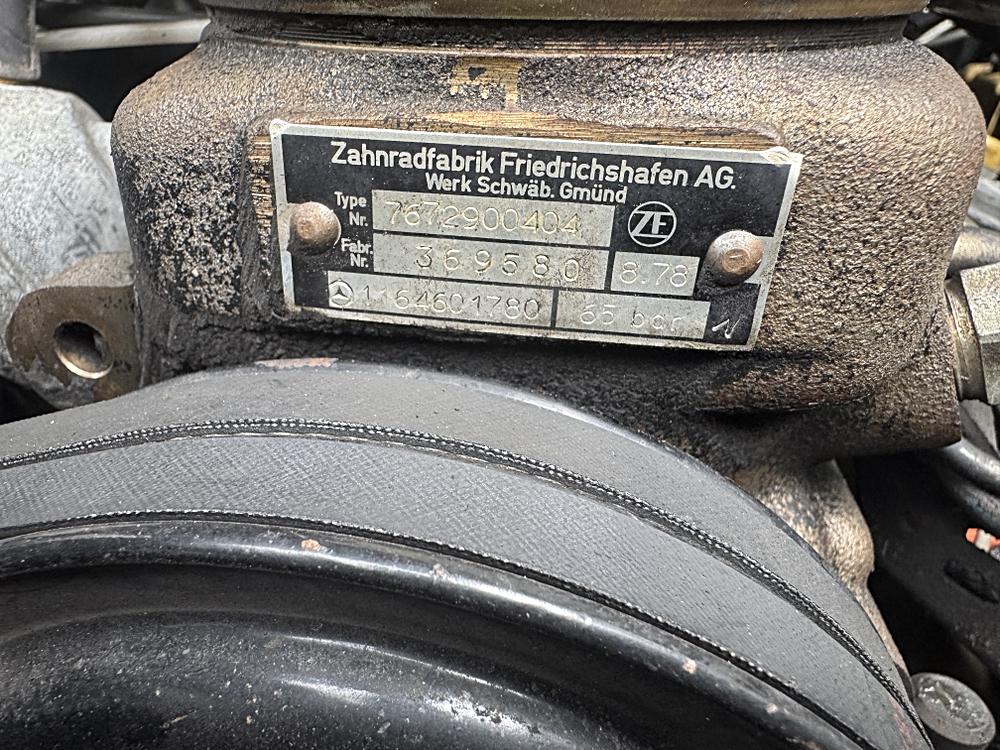 Zahnradfabrik Friedrichshafen AG.
Werk Schwäb. Gmünd
Type Nr. 7672900404 ZF
Fabr. Nr. 369580 8.78
1164601780 65 bar